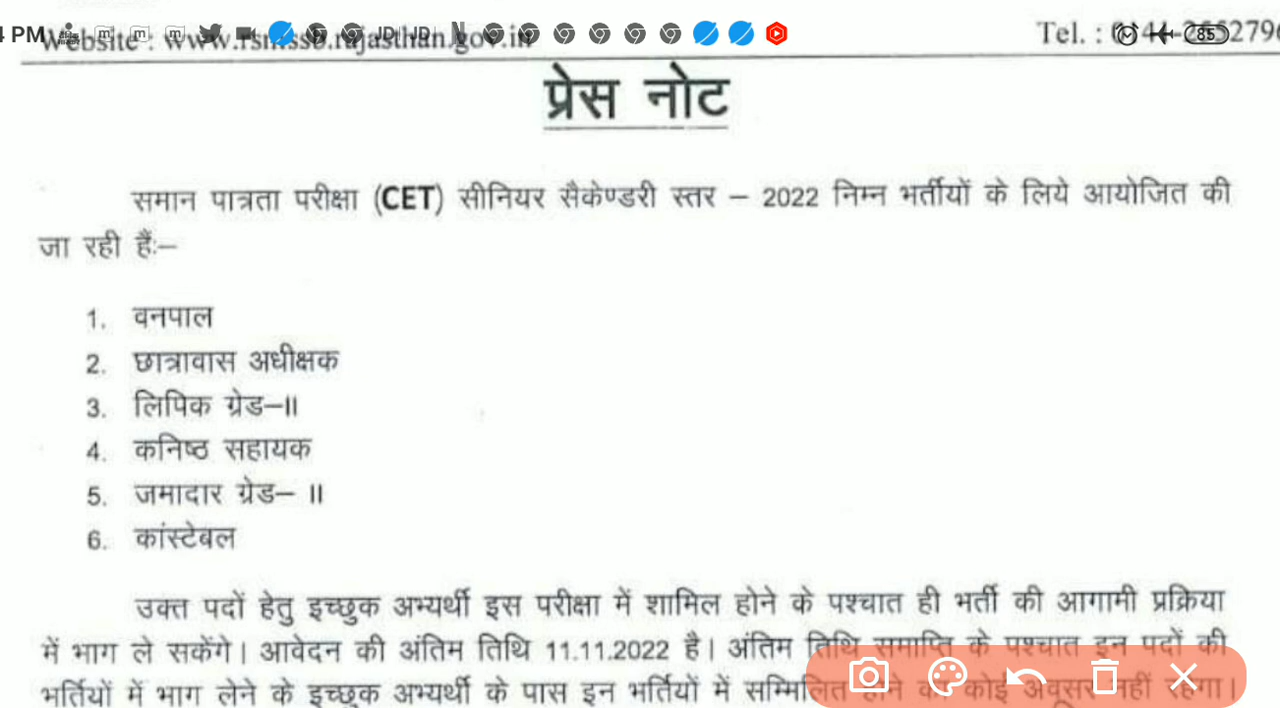 4 PM
Website : www.rsmssb.rajasthan.gov.in
Tel. :
85
प्रेस नोट
समान पात्रता परीक्षा (CET) सीनियर सैकेण्डरी स्तर – 2022 निम्न भर्तीयों के लिये आयोजित की
जा रही हैं:–
1. वनपाल
2. छात्रावास अधीक्षक
3. लिपिक ग्रेड–II
4. कनिष्ठ सहायक
5. जमादार ग्रेड– II
6. कांस्टेबल
उक्त पदों हेतु इच्छुक अभ्यर्थी इस परीक्षा में शामिल होने के पश्चात ही भर्ती की आगामी प्रक्रिया
में भाग ले सकेंगे। आवेदन की अंतिम तिथि 11.11.2022 है। अंतिम तिथि समाप्ति के पश्चात इन पदों की
भर्तियों में भाग लेने के इच्छुक अभ्यर्थी के पास इन भर्तियों में सम्मिलित होने का कोई अवसर नहीं रहेगा।